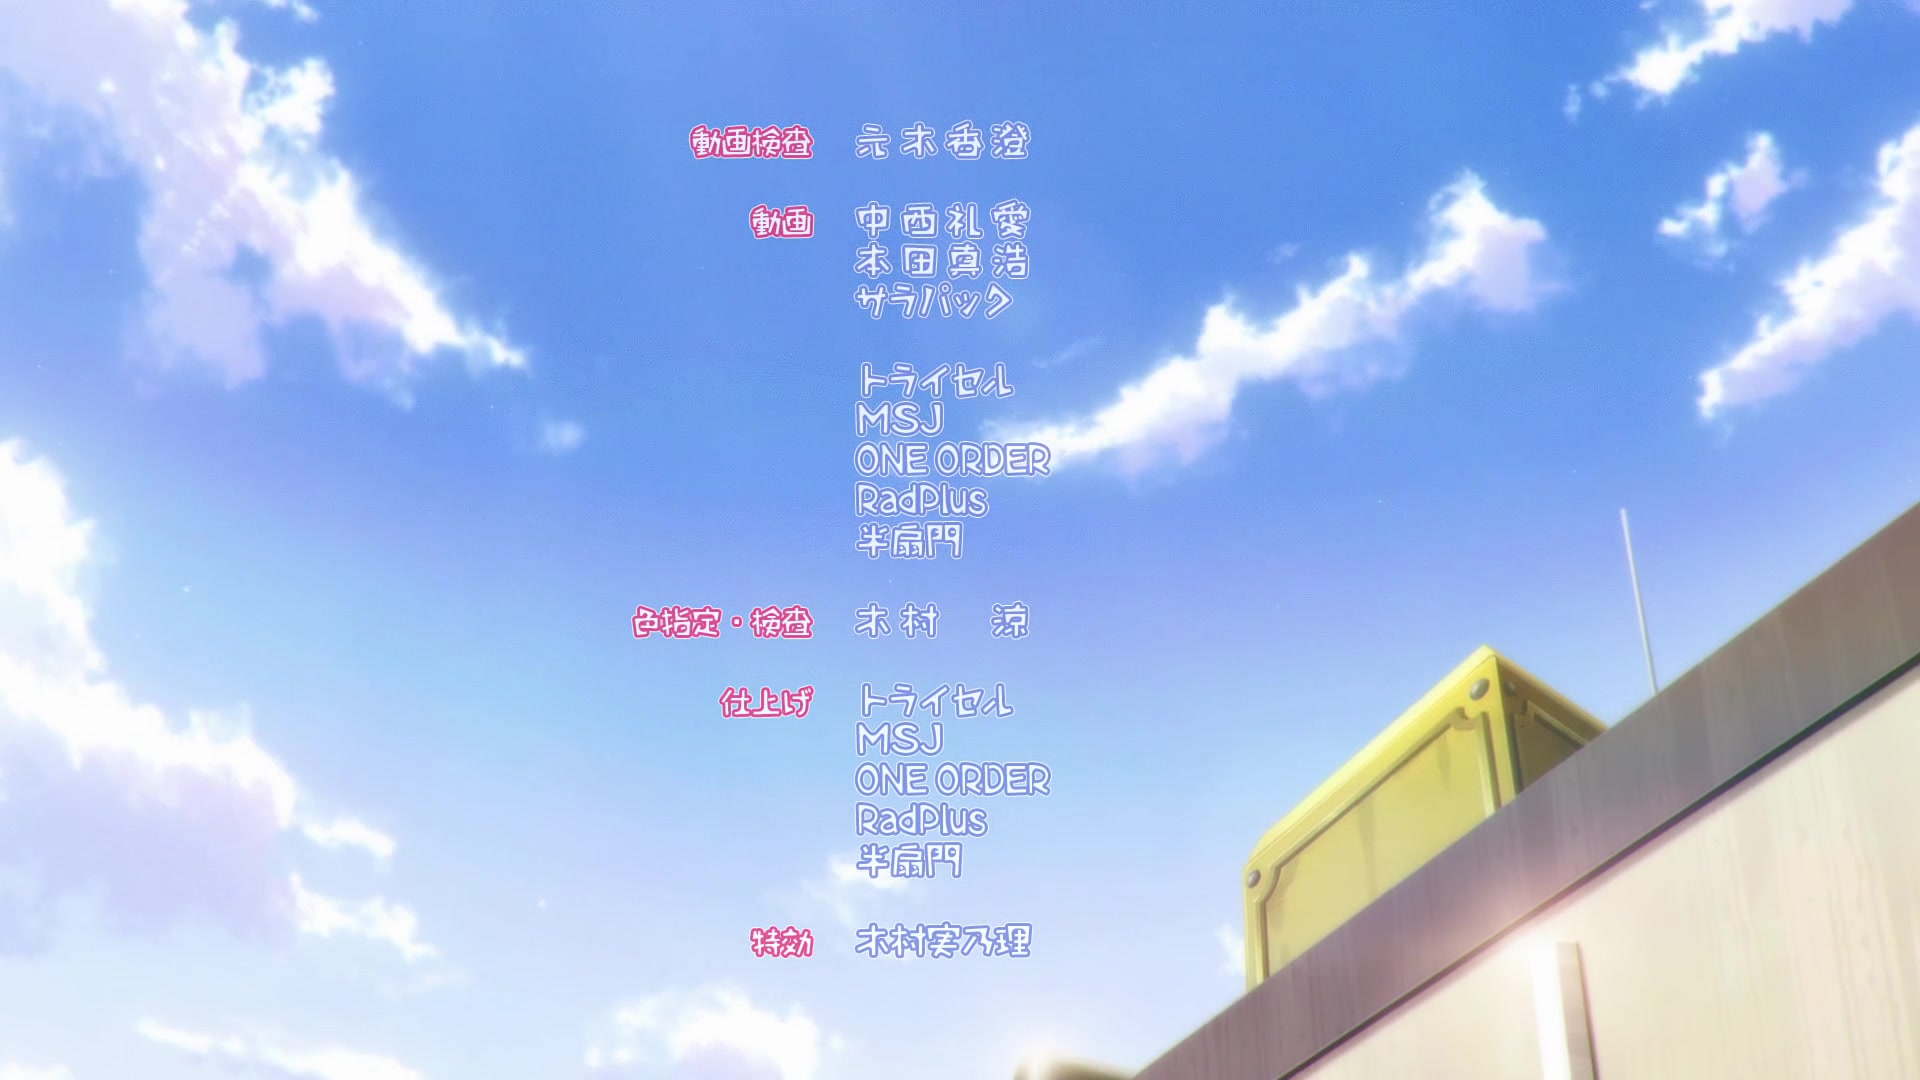 動画検査 元木香澄
動画 中西礼愛
本田真浩
サラパック
トライセル
MSJ
ONE ORDER
RadPlus
半扇門
色指定・検査 木村 涼
仕上げ トライセル
MSJ
ONE ORDER
RadPlus
半扇門
特効 木村実乃理